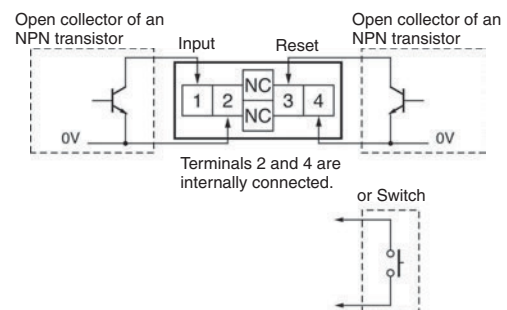 Open collector of an
NPN transistor
Input
Reset
Open collector of an
NPN transistor
NC
1 2 3 4
NC
0V
0V
Terminals 2 and 4 are
internally connected.
or Switch